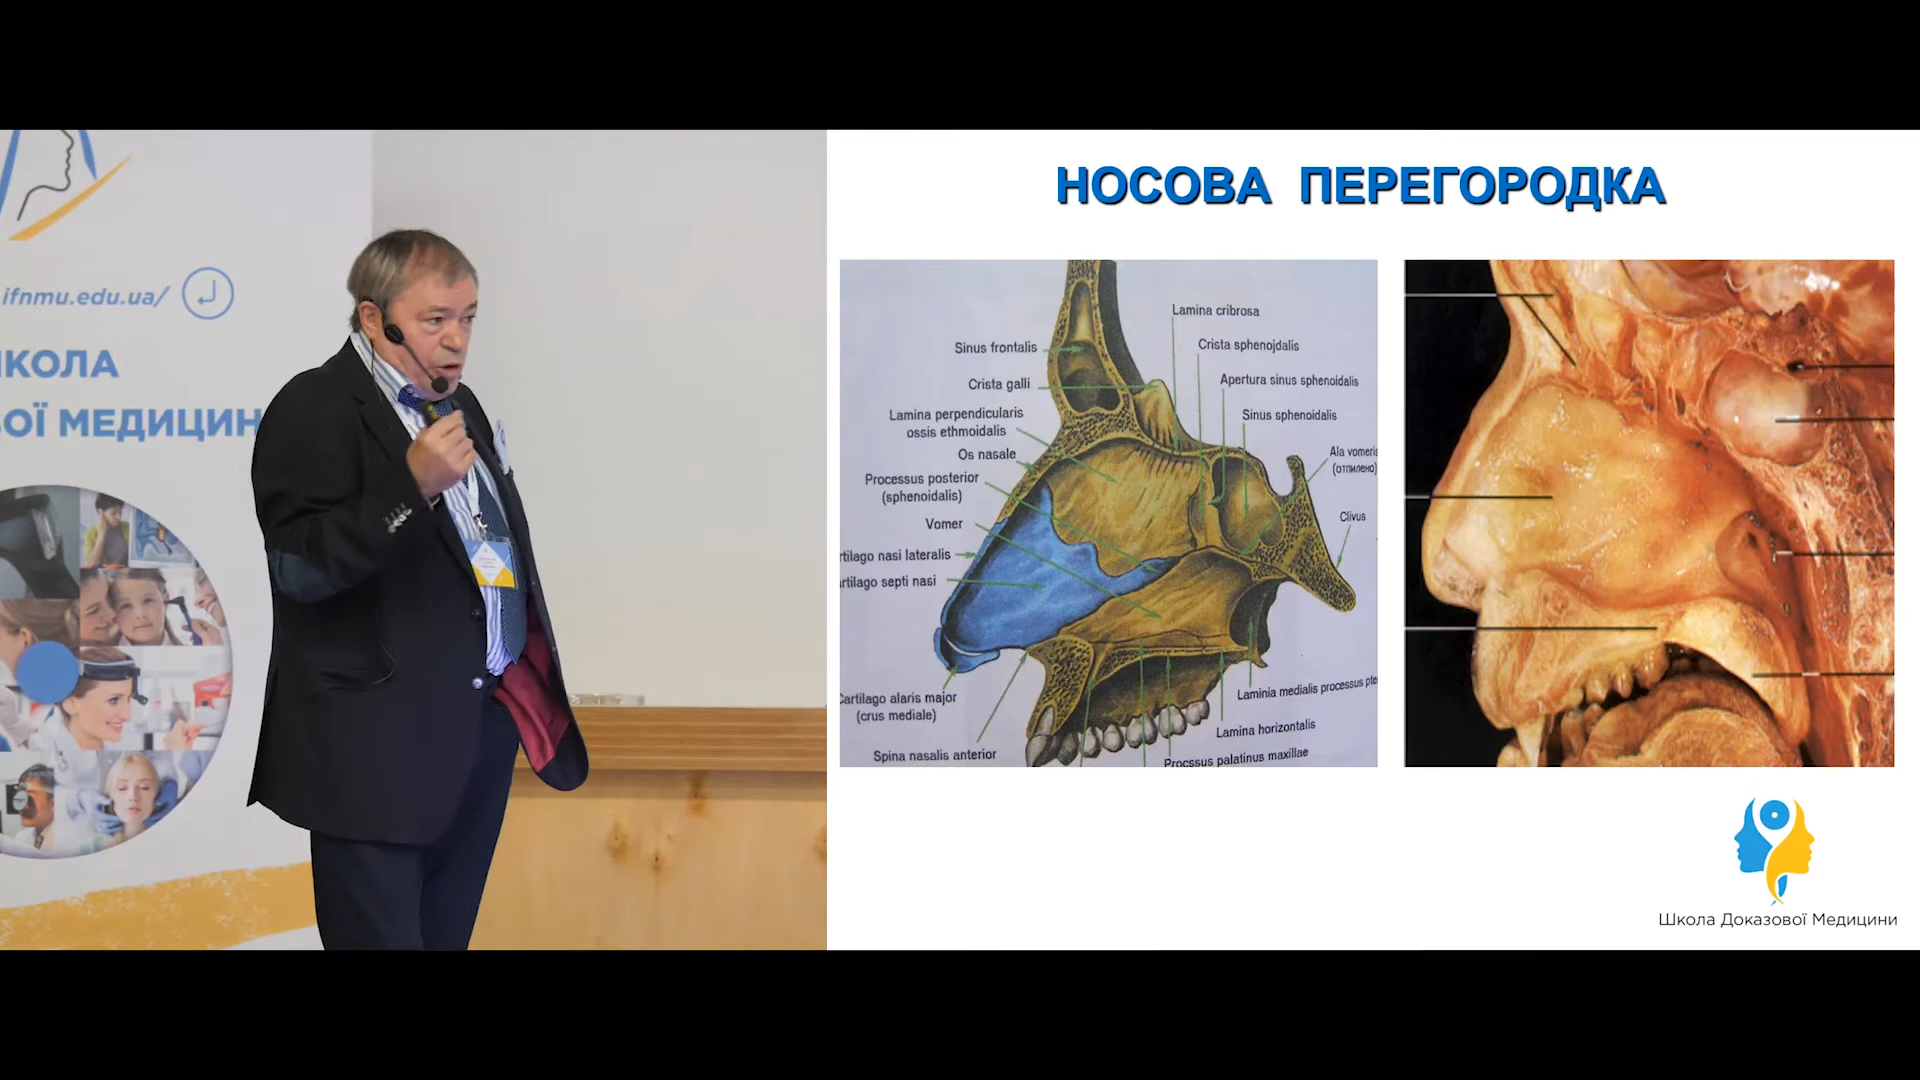 ifnmu.edu.ua/
КОЛА
ОЇ МЕДИЦИН
НОСОВА ПЕРЕГОРОДКА
Lamina cribrosa
Sinus frontalis
Crista sphenojdalis
Crista galli
Apertura sinus sphenoidalis
Lamina perpendicularis
ossis ethmoidalis
Sinus sphenoidalis
Os nasale
Ala vomeris
(отпилено)
Processus posterior
(sphenoidalis)
Vomer
Clivus
rtilago nasi lateralis
artilago septi nasi
Cartilago alaris major
(crus mediale)
Laminia medialis processus pte
Lamina horizontalis
Spina nasalis anterior
Procssus palatinus maxillae
Школа Доказової Медицини